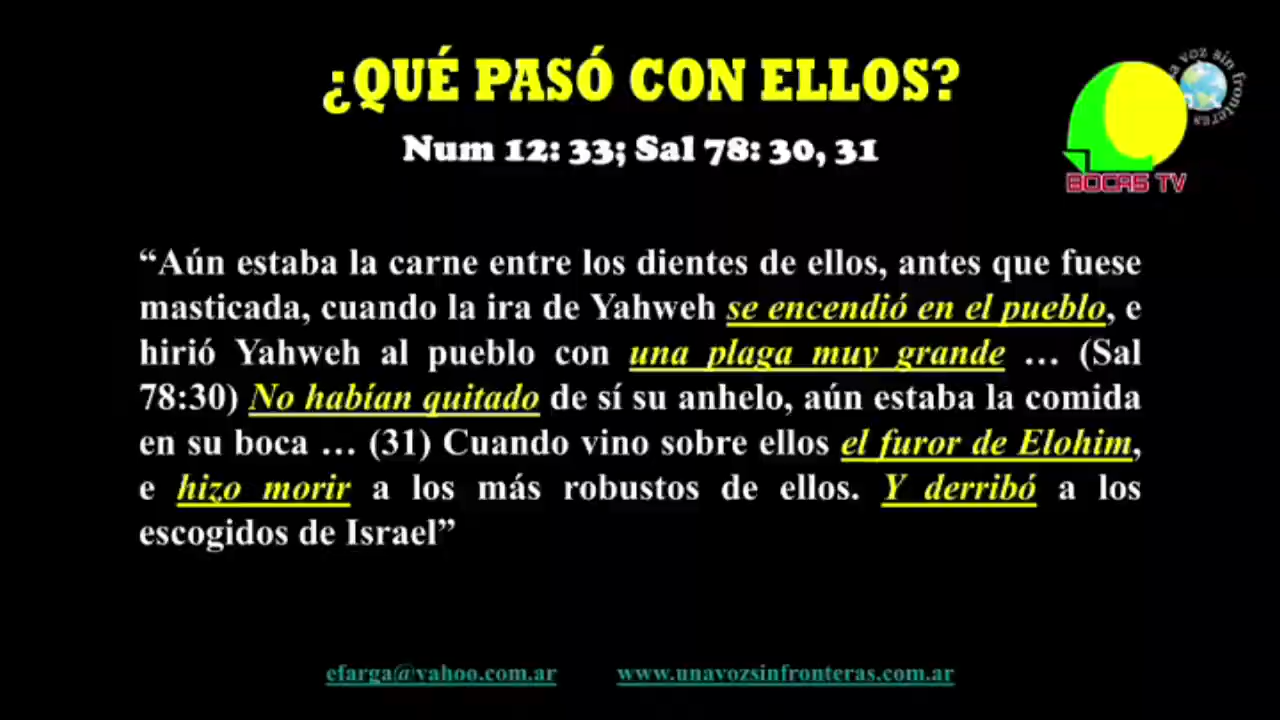 ¿QUÉ PASÓ CON ELLOS?
Num 12: 33; Sal 78: 30, 31
voz sin fronteras
BOCAS TV
“Aún estaba la carne entre los dientes de ellos, antes que fuese
masticada, cuando la ira de Yahweh se encendió en el pueblo, e
hirió Yahweh al pueblo con una plaga muy grande … (Sal
78:30) No habían quitado de sí su anhelo, aún estaba la comida
en su boca … (31) Cuando vino sobre ellos el furor de Elohim,
e hizo morir a los más robustos de ellos. Y derribó a los
escogidos de Israel”
efarga@yahoo.com.ar www.unavozsinfronteras.com.ar